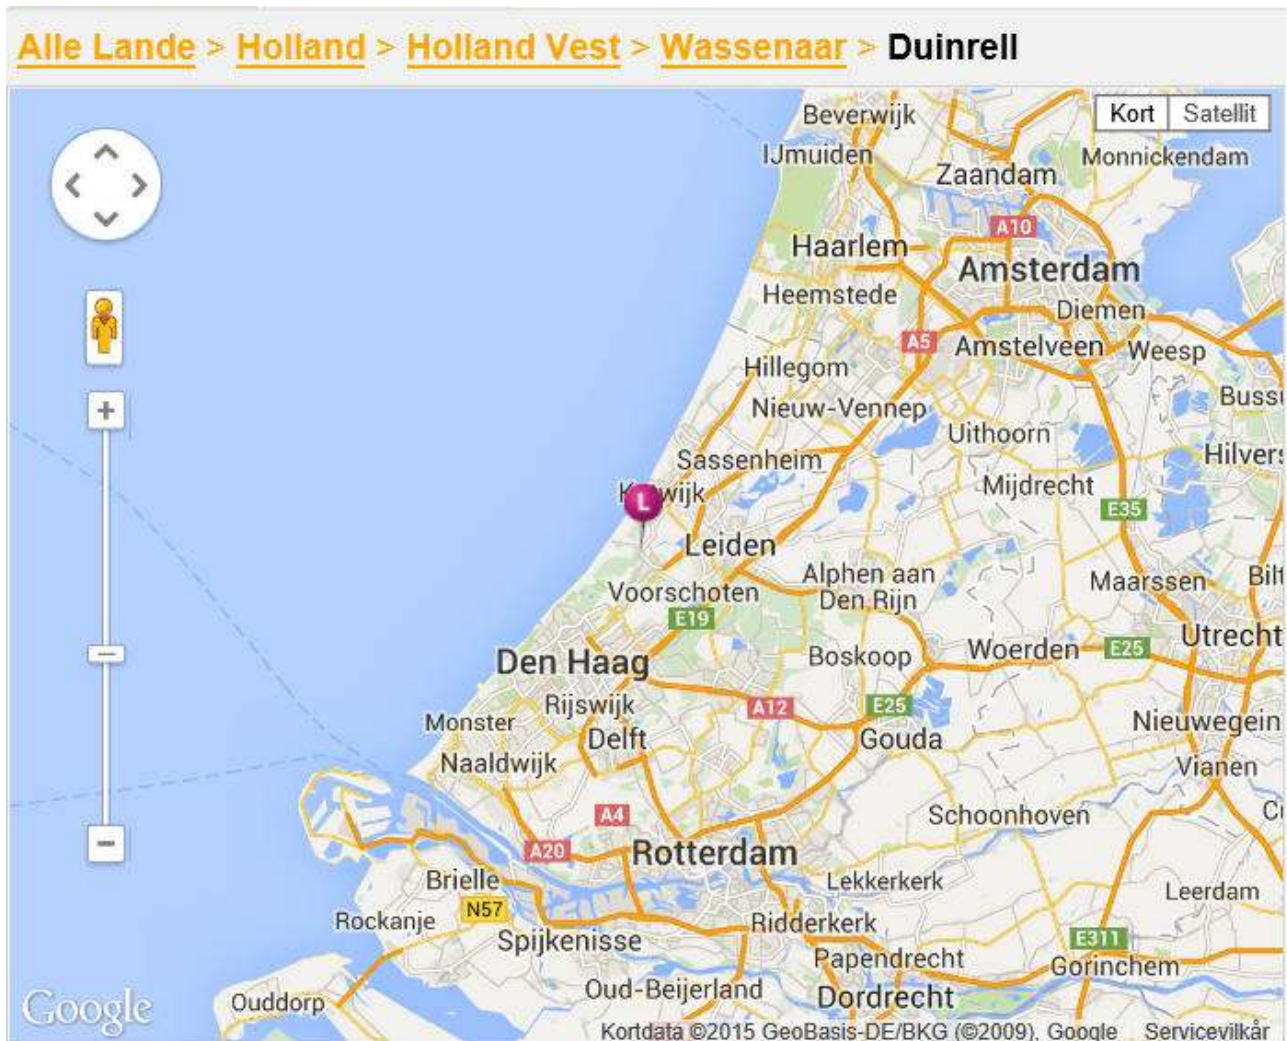 Alle Lande > Holland > Holland Vest > Wassenaar > Duinrell
Beverwijk
Kort Satellit
IJmuiden
Monnickendam
Zaandam
A10
Haarlem
Amsterdam
Heemstede
Diemen
A5
Amstelveen
Weesp
Hillegom
Bussi
Nieuw-Vennep
Uithoorn
Sassenheim
Hilvers
Mijdrecht
L
E35
Leiden
Alphen aan
Den Rijn
Maarssen
Bilt
Voorschoten
E19
Utrecht
Woerden
E25
Boskoop
Den Haag
Rijswijk
A12
E25
Monster
Nieuwegein
Delft
Gouda
Naaldwijk
Vianen
Schoonhoven
A4
A20
Rotterdam
Brielle
Lekkerkerk
Leerdam
N57
Rockanje
Ridderkerk
Spijkenisse
E311
Papendrecht
Gorinchem
Oud-Beijerland
Dordrecht
Ouddorp
Google
Kortdata ©2015 GeoBasis-DE/BKG (©2009), Google Servicevilkår